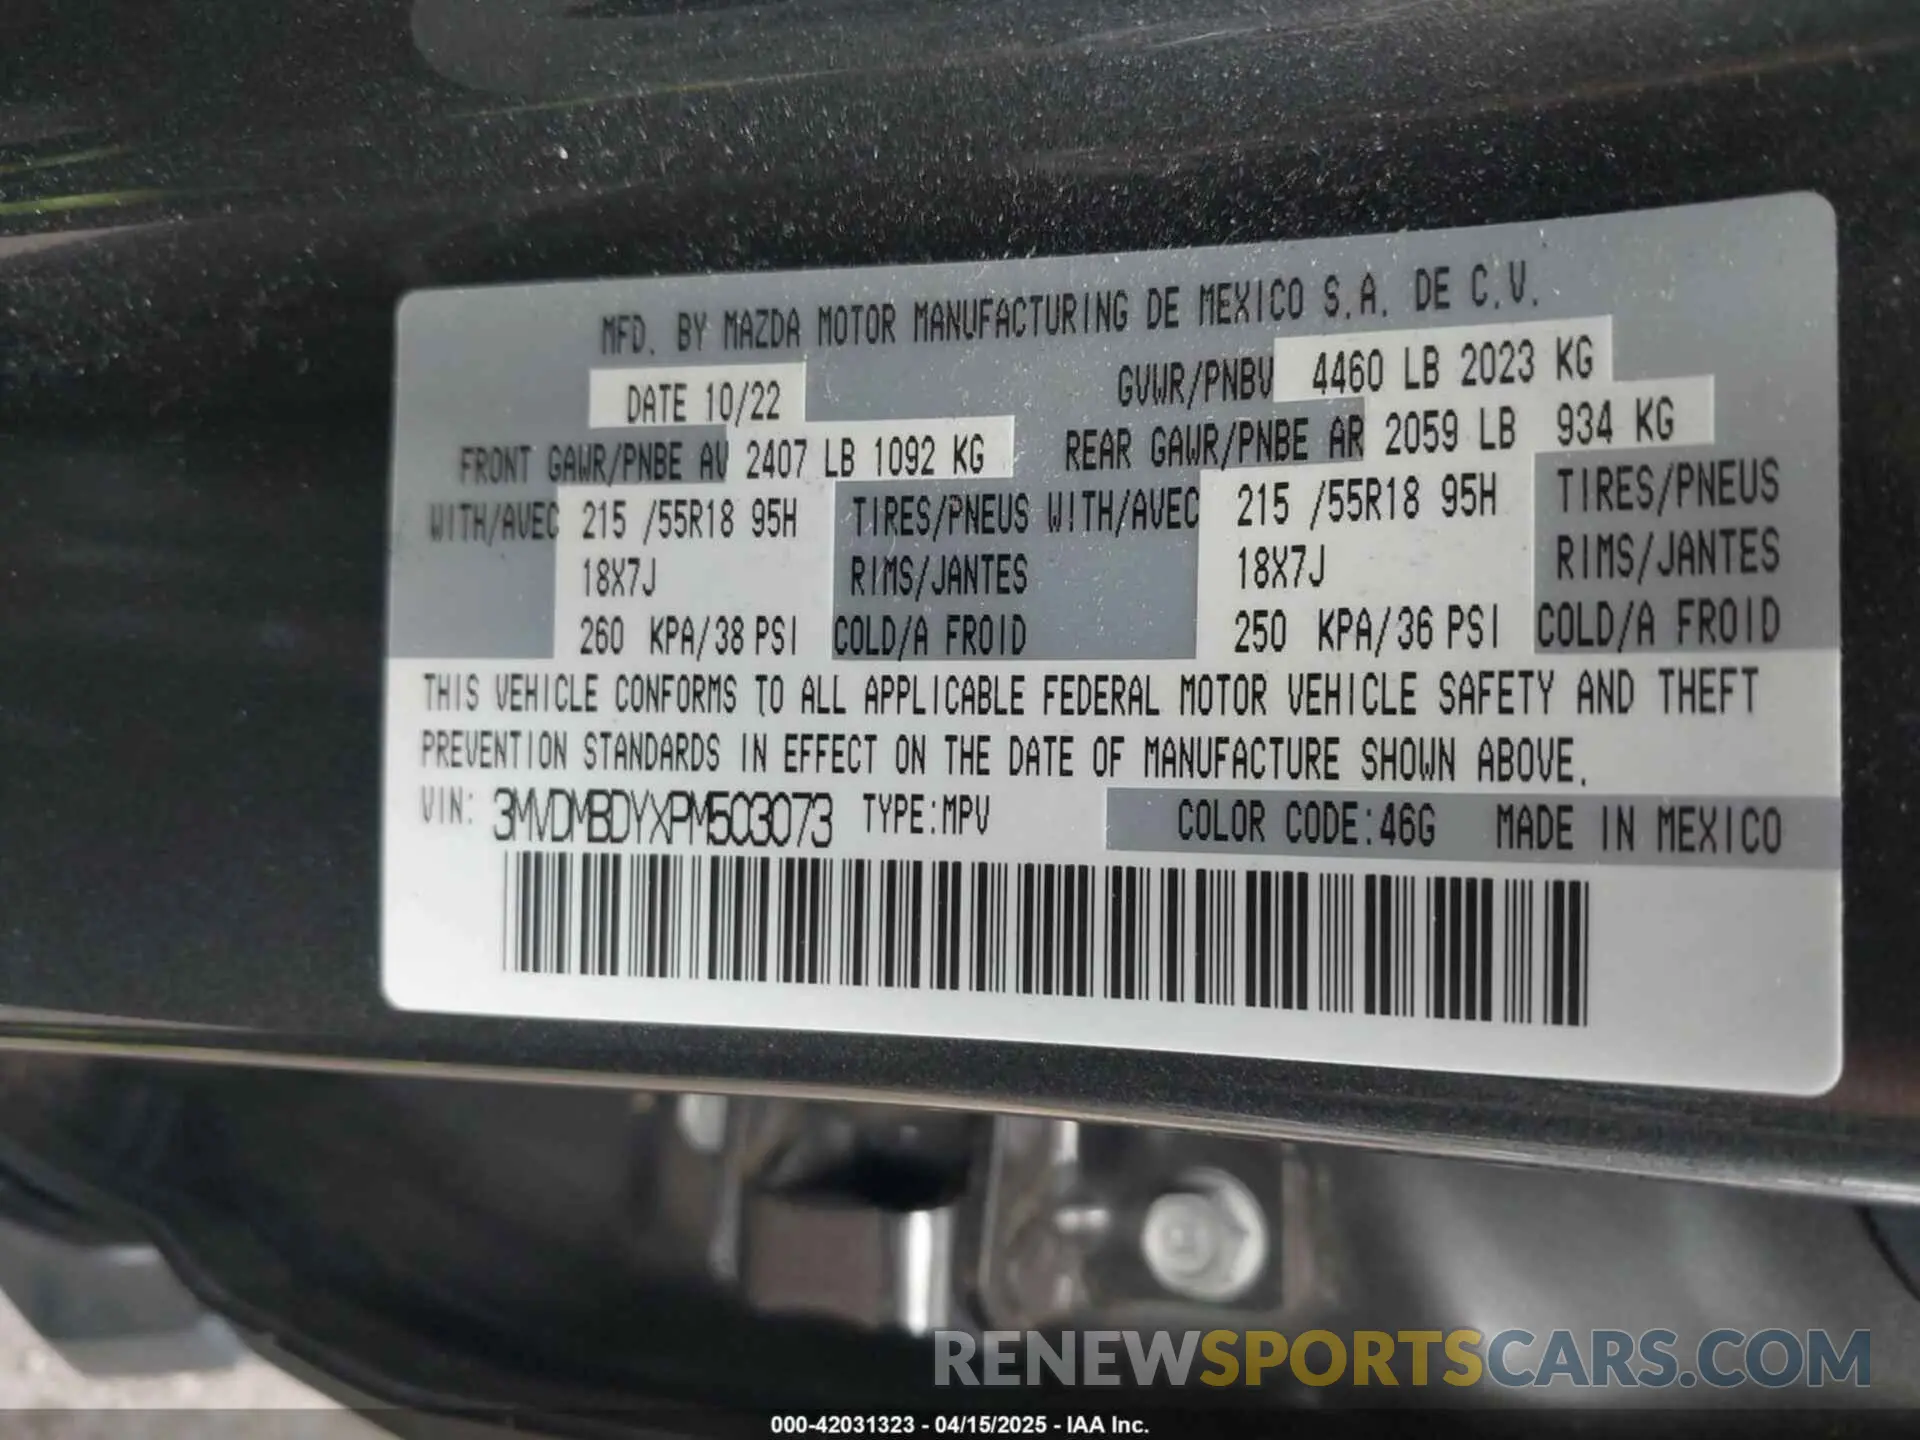 MFD. BY MAZDA MOTOR MANUFACTURING DE MEXICO S.A. DE C.V.
DATE 10/22 GVWR/PNBV 4460 LB 2023 KG
FRONT GAWR/PNBE AV 2407 LB 1092 KG REAR GAWR/PNBE AR 2059 LB 934 KG
WITH/AVEC 215 /55R18 95H TIRES/PNEUS WITH/AVEC 215 /55R18 95H TIRES/PNEUS
18X7J RIMS/JANTES 18X7J RIMS/JANTES
260 KPA/38 PSI COLD/A FROID 250 KPA/36 PSI COLD/A FROID
THIS VEHICLE CONFORMS TO ALL APPLICABLE FEDERAL MOTOR VEHICLE SAFETY AND THEFT
PREVENTION STANDARDS IN EFFECT ON THE DATE OF MANUFACTURE SHOWN ABOVE.
VIN: 3MVDMBDYXPM503073 TYPE:MPV COLOR CODE:46G MADE IN MEXICO
RENEWSPORTSCARS.COM
000-42031323 - 04/15/2025 - IAA Inc.